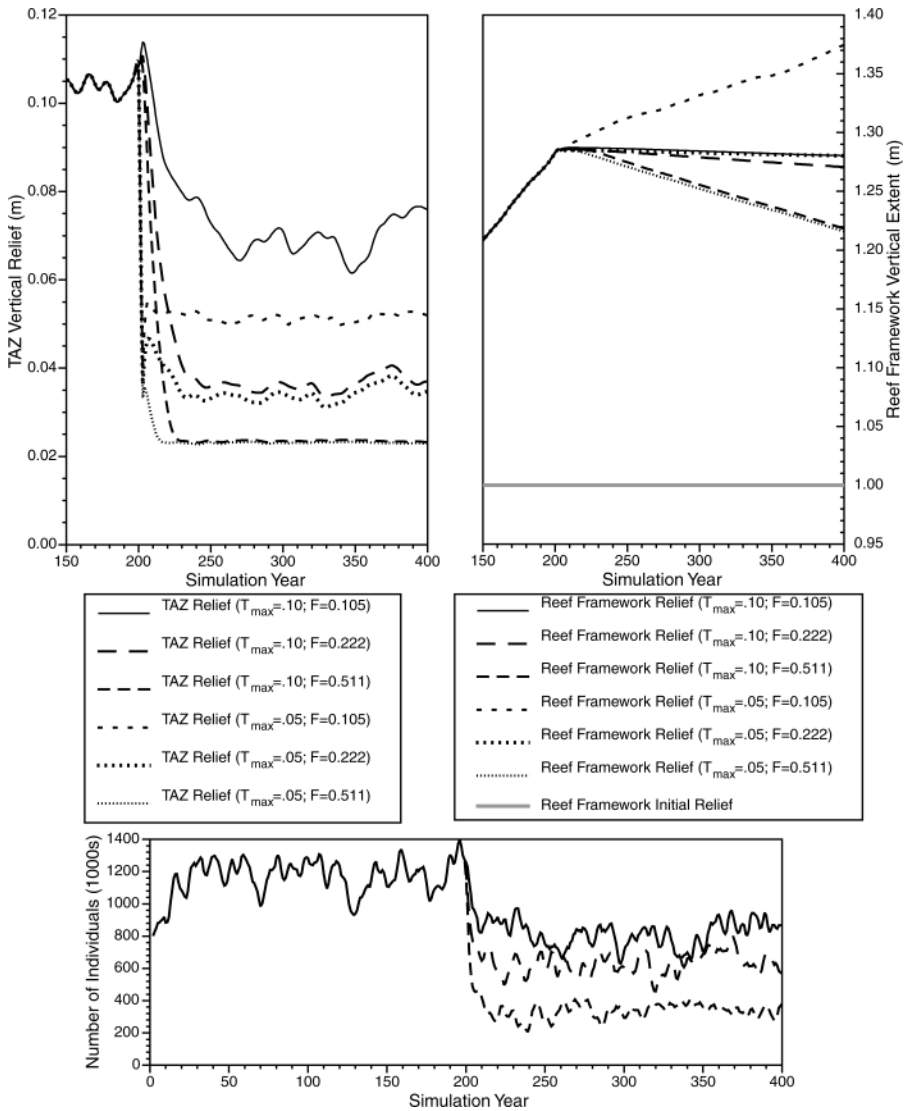 0.12
0.10
0.08
0.06
0.04
0.02
0.00
TAZ Vertical Relief (m)
150 200 250 300 350 400
Simulation Year
1.40
1.35
1.30
1.25
1.20
1.15
1.10
1.05
1.00
0.95
Reef Framework Vertical Extent (m)
150 200 250 300 350 400
Simulation Year
TAZ Relief (Tmax=.10; F=0.105)
TAZ Relief (Tmax=.10; F=0.222)
TAZ Relief (Tmax=.10; F=0.511)
TAZ Relief (Tmax=.05; F=0.105)
TAZ Relief (Tmax=.05; F=0.222)
TAZ Relief (Tmax=.05; F=0.511)
Reef Framework Relief (Tmax=.10; F=0.105)
Reef Framework Relief (Tmax=.10; F=0.222)
Reef Framework Relief (Tmax=.10; F=0.511)
Reef Framework Relief (Tmax=.05; F=0.105)
Reef Framework Relief (Tmax=.05; F=0.222)
Reef Framework Relief (Tmax=.05; F=0.511)
Reef Framework Initial Relief
1400
1200
1000
800
600
400
200
0
Number of Individuals (1000s)
0 50 100 150 200 250 300 350 400
Simulation Year